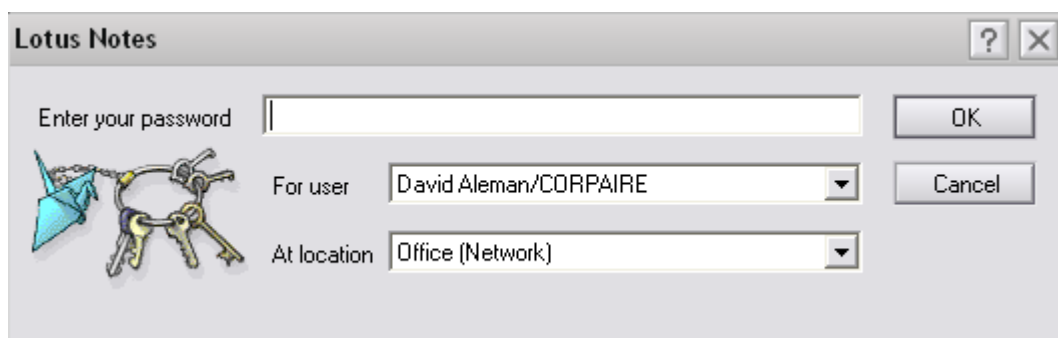 Lotus Notes
Enter your password
OK
For user
David Aleman/CORPAIRE
Cancel
At location
Office (Network)